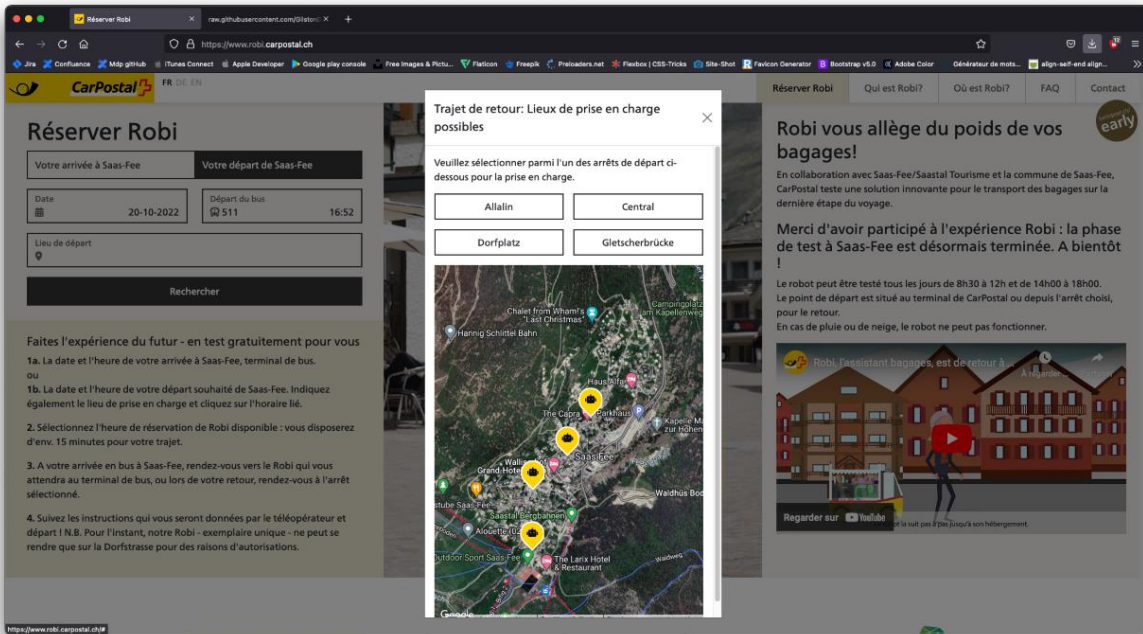 Réserver Robi
raw.githubusercontent.com/Gliston
https://www.robi.carpostal.ch
Jira
Confluence
Mdp gitHub
iTunes Connect
Apple Developer
Google play console
Free Images & Pictu...
Flaticon
Freepik
Preloaders.net
Flexbox | CSS-Tricks
Site-Shot
Favicon Generator
Bootstrap v5.0
Adobe Color
Générateur de mots...
align-self-end align...
CarPostal
FR DE EN
Réserver Robi
Qui est Robi?
Où est Robi?
FAQ
Contact
early
Réserver Robi
Votre arrivée à Saas-Fee
Votre départ de Saas-Fee
Date
20-10-2022
Départ du bus
511
16:52
Lieu de départ
Rechercher
Faites l'expérience du futur - en test gratuitement pour vous
1a. La date et l'heure de votre arrivée à Saas-Fee, terminal de bus.
ou
1b. La date et l'heure de votre départ souhaité de Saas-Fee. Indiquez
également le lieu de prise en charge et cliquez sur l'horaire lié.
2. Sélectionnez l'heure de réservation de Robi disponible : vous disposerez
d'env. 15 minutes pour votre trajet.
3. A votre arrivée en bus à Saas-Fee, rendez-vous vers le Robi qui vous
attendra au terminal de bus, ou lors de votre retour, rendez-vous à l'arrêt
sélectionné.
4. Suivez les instructions qui vous seront données par le téléopérateur et
départ ! N.B. Pour l'instant, notre Robi - exemplaire unique - ne peut se
rendre que sur la Dorfstrasse pour des raisons d'autorisations.
Trajet de retour: Lieux de prise en charge
possibles
Veuillez sélectionner parmi l'un des arrêts de départ ci-
dessous pour la prise en charge.
Allalin
Central
Dorfplatz
Gletscherbrücke
Chalet from Wham!'s
"Last Christmas"
Campingplatz
am Kapellenweg
Hannig Schlittel Bahn
Haus Alfa
The Capra
Parkhaus
Kapelle M
zur Hohen
Saas-Fee
Grand Hotel
Waldhus Bo
stube Saas-Fee
Saastal Bergbahnen
Alouette
Outdoor Sport Saas-Fee
The Larix Hotel
& Restaurant
Waldweg
Google
Robi vous allège du poids de vos
bagages!
En collaboration avec Saas-Fee/Saastal Tourisme et la commune de Saas-Fee,
CarPostal teste une solution innovante pour le transport des bagages sur la
dernière étape du voyage.
Merci d'avoir participé à l'expérience Robi : la phase
de test à Saas-Fee est désormais terminée. A bientôt
!
Le robot peut être testé tous les jours de 8h30 à 12h et de 14h00 à 18h00.
Le point de départ est situé au terminal de CarPostal ou depuis l'arrêt choisi,
pour le retour.
En cas de pluie ou de neige, le robot ne peut pas fonctionner.
Robi, l'assistant bagages, est de retour à...
À regarder ...
Partager
Regarder sur YouTube
jusqu'à son hébergement.
https://www.robi.carpostal.ch/#